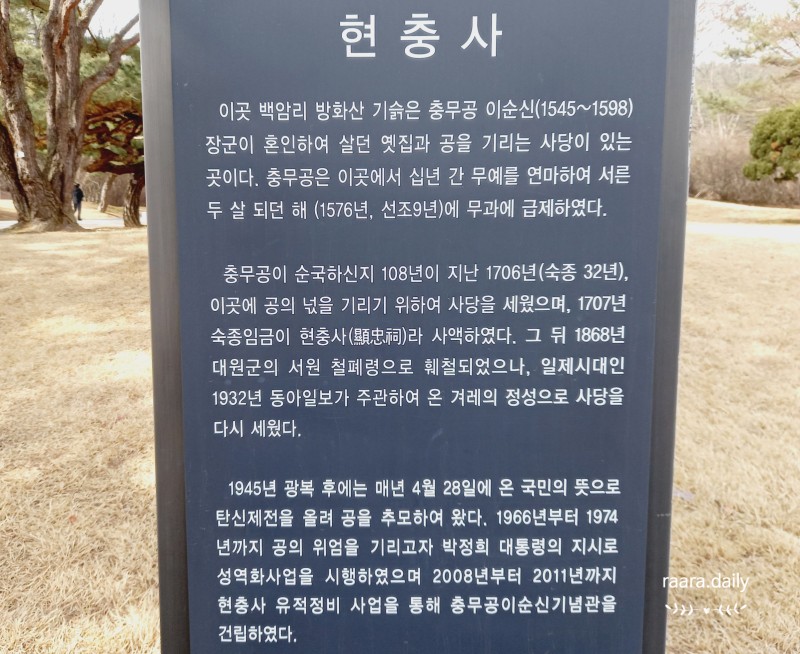 현충사
이곳 백암리 방화산 기슭은 충무공 이순신(1545~1598)
장군이 혼인하여 살던 옛집과 공을 기리는 사당이 있는
곳이다. 충무공은 이곳에서 십년 간 무예를 연마하여 서른
두 살 되던 해 (1576년, 선조9년)에 무과에 급제하였다.
충무공이 순국하신지 108년이 지난 1706년(숙종 32년),
이곳에 공의 넋을 기리기 위하여 사당을 세웠으며, 1707년
숙종임금이 현충사(顯忠祠)라 사액하였다. 그 뒤 1868년
대원군의 서원 철폐령으로 훼철되었으나, 일제시대인
1932년 동아일보가 주관하여 온 겨레의 정성으로 사당을
다시 세웠다.
1945년 광복 후에는 매년 4월 28일에 온 국민의 뜻으로
탄신제전을 올려 공을 추모하여 왔다. 1966년부터 1974
년까지 공의 위업을 기리고자 박정희 대통령의 지시로
성역화사업을 시행하였으며 2008년부터 2011년까지
현충사 유적정비 사업을 통해 충무공이순신기념관을
건립하였다.
raara.daily